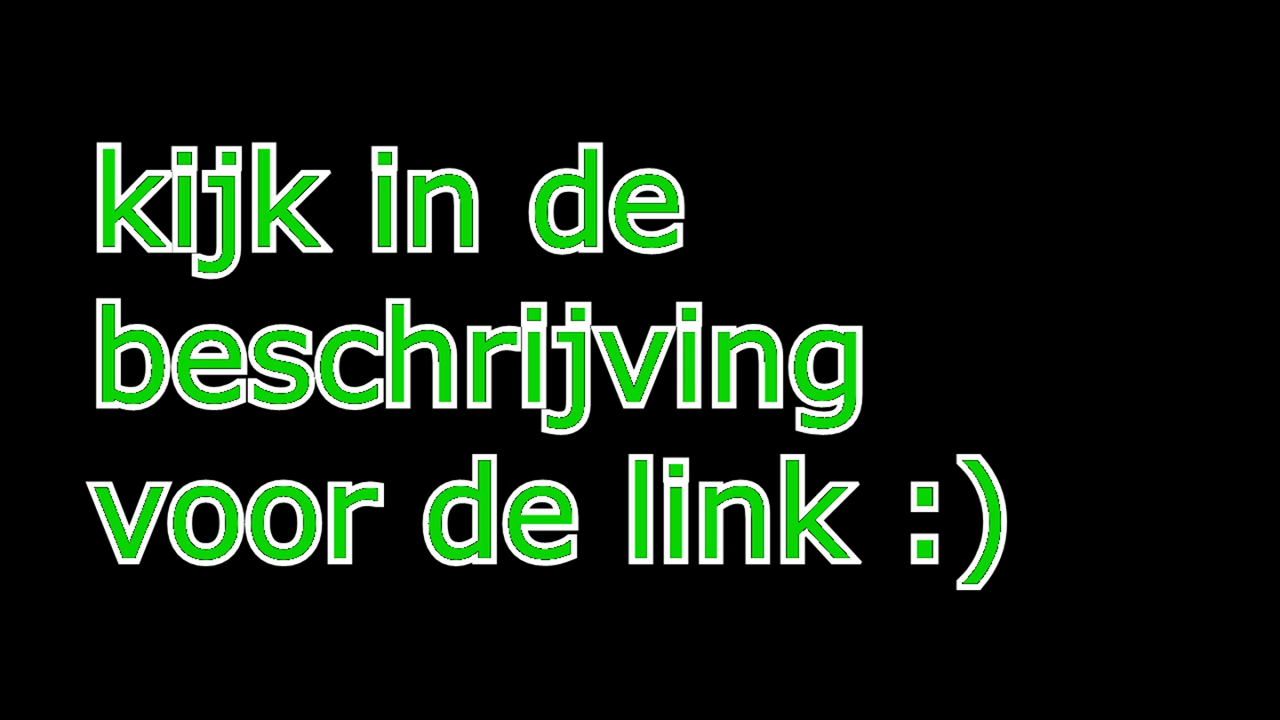 kijk in de
beschrijving
voor de link :)